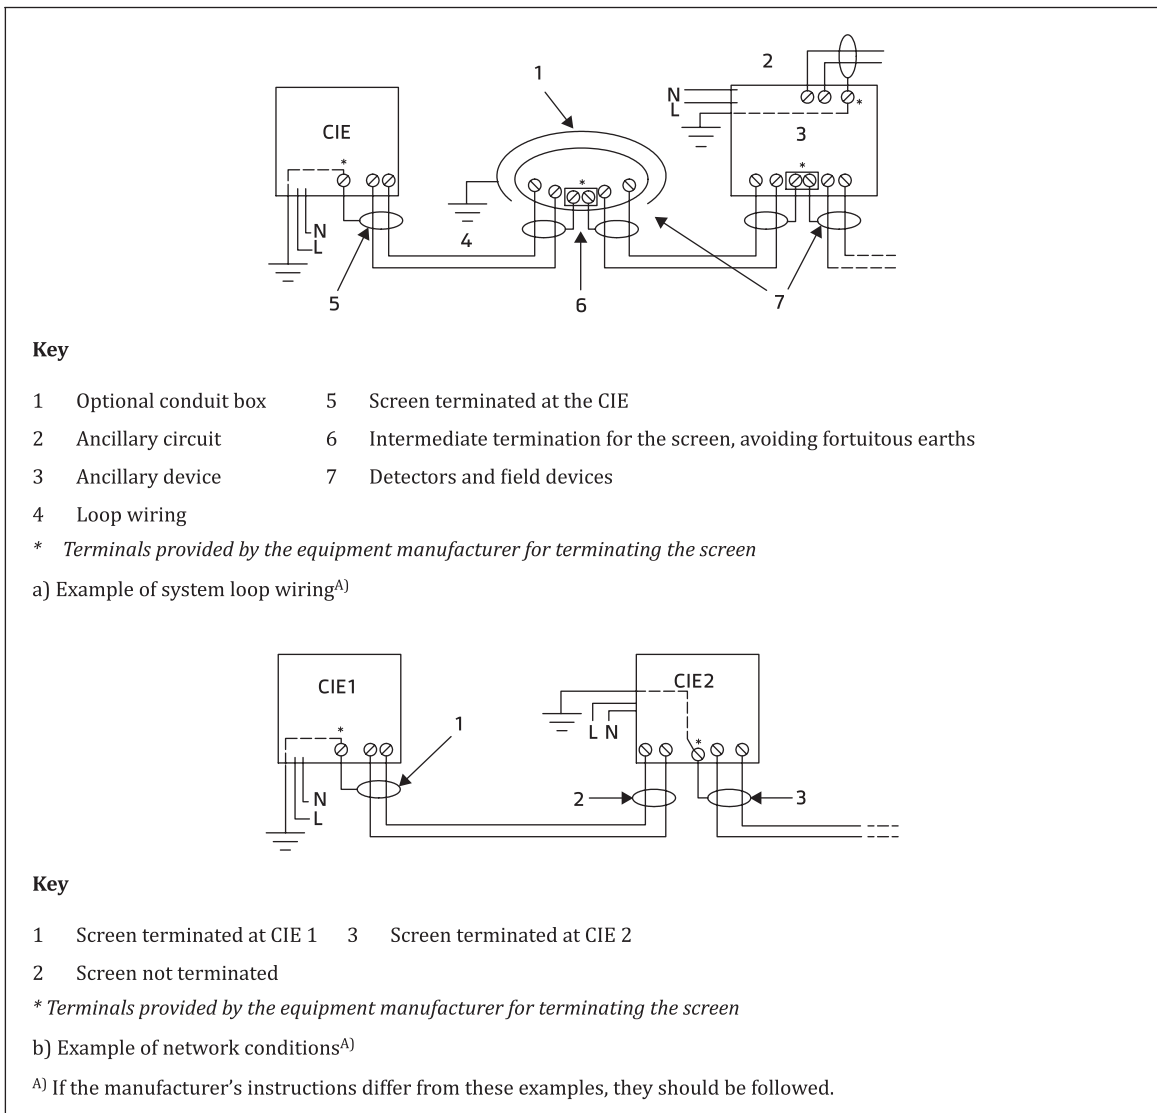 1
2
N
L
*
CIE
3
*
*
*
N
L
4
5
6
7
Key
1 Optional conduit box 5 Screen terminated at the CIE
2 Ancillary circuit 6 Intermediate termination for the screen, avoiding fortuitous earths
3 Ancillary device 7 Detectors and field devices
4 Loop wiring
* Terminals provided by the equipment manufacturer for terminating the screen
a) Example of system loop wiringA)
CIE1
CIE2
1
L N
*
*
N
L
2
3
Key
1 Screen terminated at CIE 1 3 Screen terminated at CIE 2
2 Screen not terminated
* Terminals provided by the equipment manufacturer for terminating the screen
b) Example of network conditionsA)
A) If the manufacturer’s instructions differ from these examples, they should be followed.